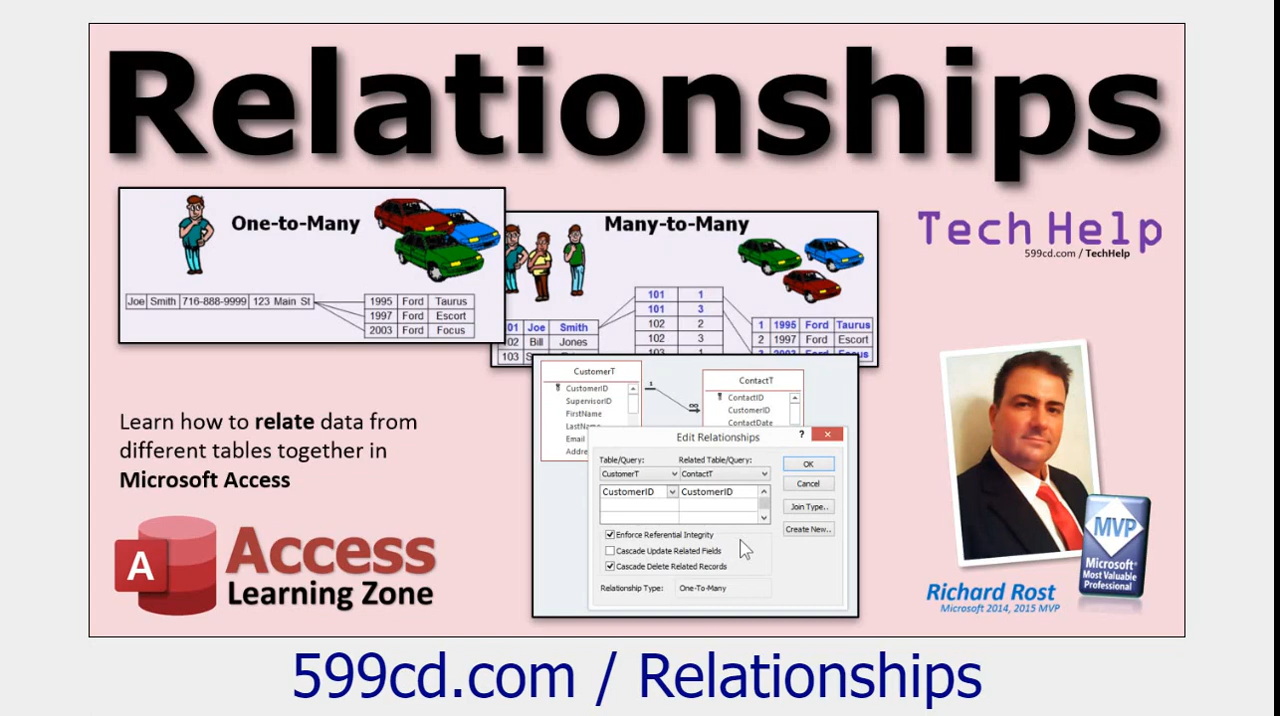 Relationships
One-to-Many
Joe Smith 716-888-9999 123 Main St
1995 Ford Taurus
1997 Ford Escort
2003 Ford Focus
Many-to-Many
101 1
101 3
102 2
102 3
01 Joe Smith
02 Bill Jones
103
1 1995 Ford Taurus
2 1997 Ford Escort
Tech Help
599cd.com / TechHelp
Learn how to relate data from
different tables together in
Microsoft Access
A
Access
Learning Zone
CustomerT
CustomerID
SupervisorID
FirstName
LastN
Email
Addre
1
∞
ContactT
ContactID
CustomerID
ContactDate
Edit Relationships
? ×
Table/Query: Related Table/Query:
CustomerT ContactT
CustomerID CustomerID
OK
Cancel
Join Type..
Create New..
Enforce Referential Integrity
Cascade Update Related Fields
Cascade Delete Related Records
Relationship Type: One-To-Many
MVP
Microsoft®
Most Valuable
Professional
Richard Rost
Microsoft 2014, 2015 MVP
599cd.com / Relationships